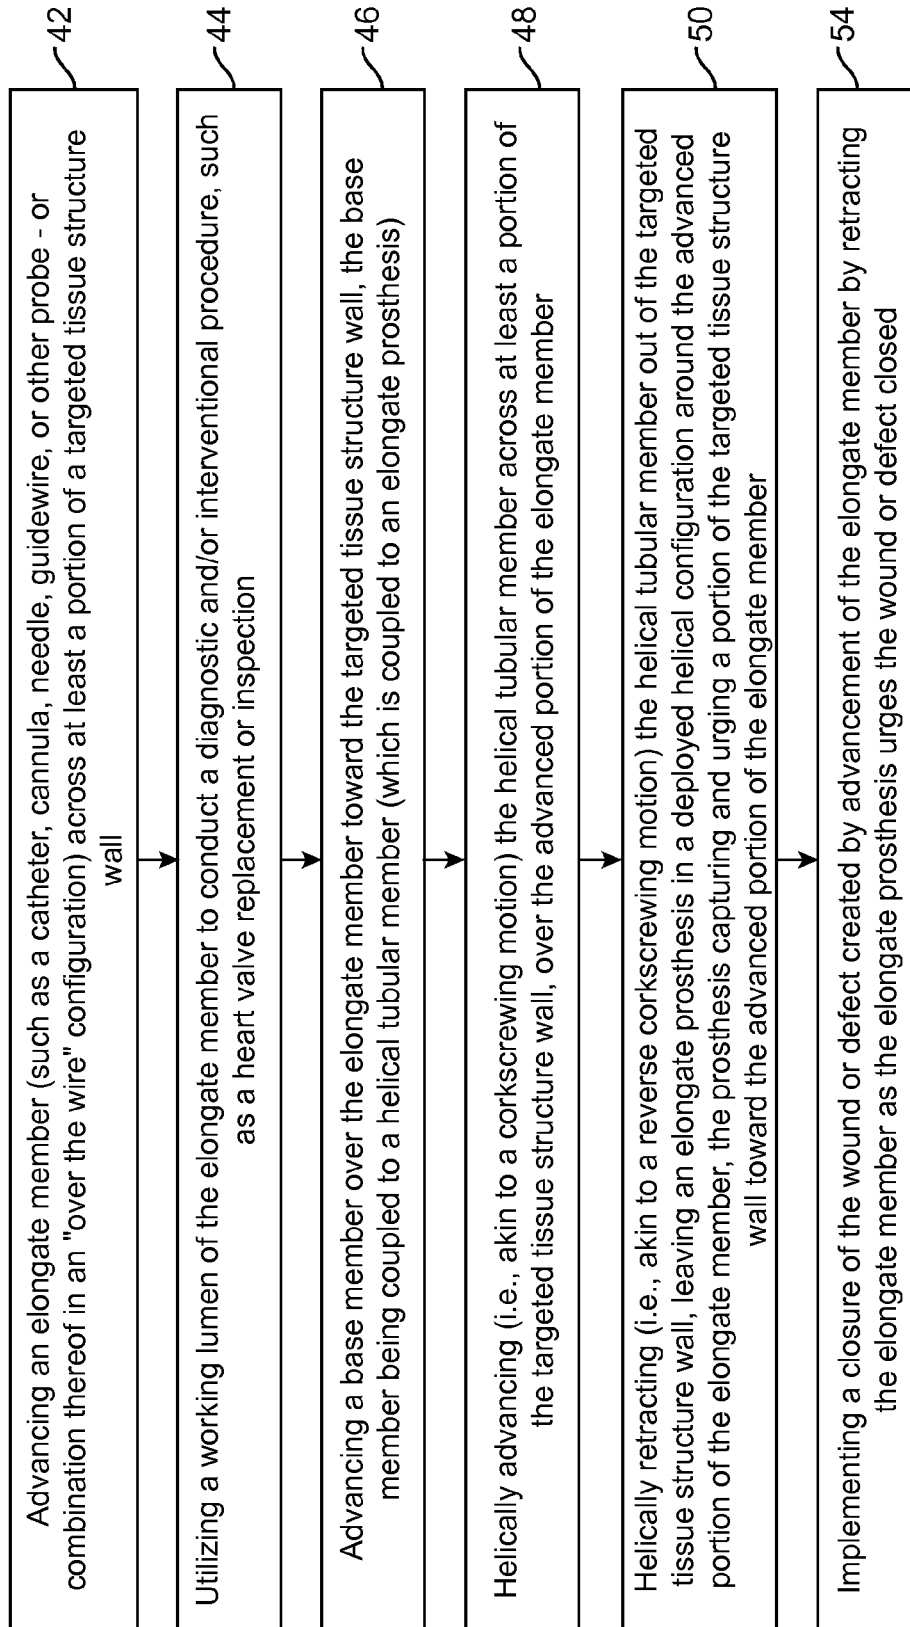 Advancing an elongate member (such as a catheter, cannula, needle, guidewire, or other probe - or
combination thereof in an "over the wire" configuration) across at least a portion of a targeted tissue structure
wall
42
Utilizing a working lumen of the elongate member to conduct a diagnostic and/or interventional procedure, such
as a heart valve replacement or inspection
44
Advancing a base member over the elongate member toward the targeted tissue structure wall, the base
member being coupled to a helical tubular member (which is coupled to an elongate prosthesis)
46
Helically advancing (i.e., akin to a corkscrewing motion) the helical tubular member across at least a portion of
the targeted tissue structure wall, over the advanced portion of the elongate member
48
Helically retracting (i.e., akin to a reverse corkscrewing motion) the helical tubular member out of the targeted
tissue structure wall, leaving an elongate prosthesis in a deployed helical configuration around the advanced
portion of the elongate member, the prosthesis capturing and urging a portion of the targeted tissue structure
wall toward the advanced portion of the elongate member
50
Implementing a closure of the wound or defect created by advancement of the elongate member by retracting
the elongate member as the elongate prosthesis urges the wound or defect closed
54